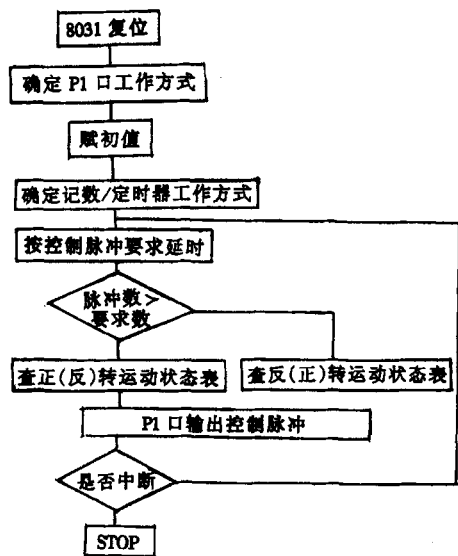 8031 复位
确定 P1 口工作方式
赋初值
确定记数/定时器工作方式
按控制脉冲要求延时
脉冲数>
要求数
查正(反)转运动状态表
查反(正)转运动状态表
P1 口输出控制脉冲
是否中断
STOP